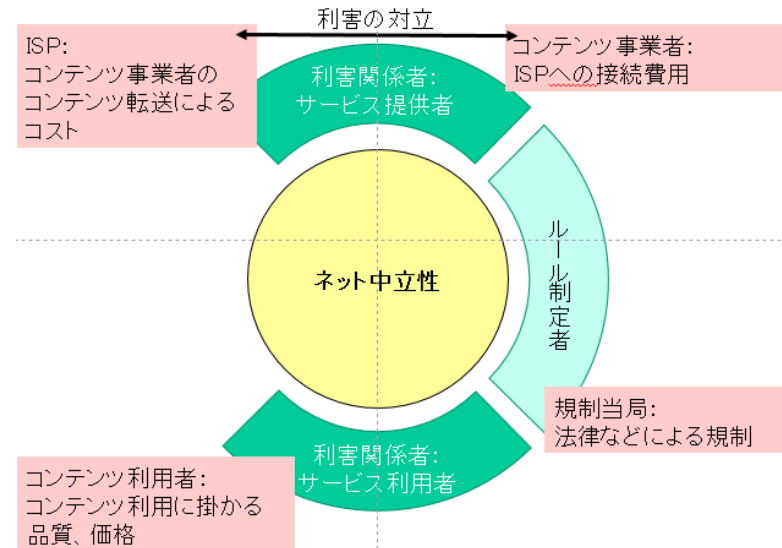 利害の対立
ISP:
コンテンツ事業者の
コンテンツ転送による
コスト
コンテンツ事業者:
ISPへの接続費用
利害関係者:
サービス提供者
ネット中立性
ルール制定者
規制当局:
法律などによる規制
利害関係者:
サービス利用者
コンテンツ利用者:
コンテンツ利用に掛かる
品質、価格